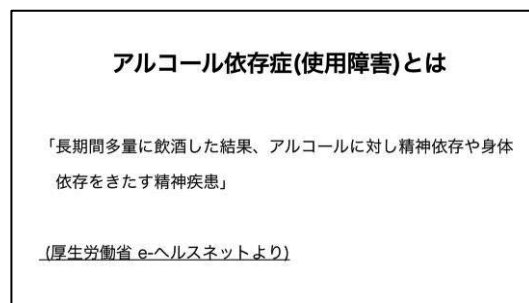 アルコール依存症(使用障害)とは
「長期間多量に飲酒した結果、アルコールに対し精神依存や身体
依存をきたす精神疾患」
(厚生労働省 e-ヘルスネットより)